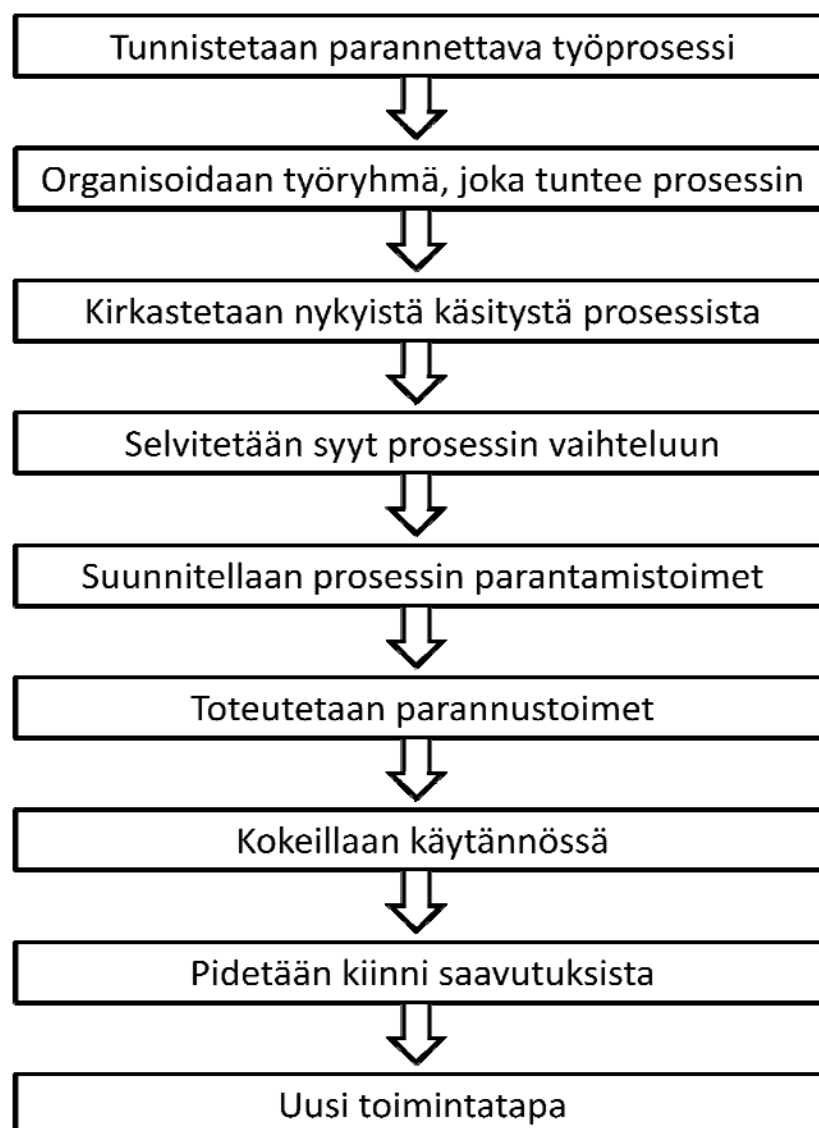 Tunnistetaan parannettava työprosessi
Organisoidaan työryhmä, joka tuntee prosessin
Kirkastetaan nykyistä käsitystä prosessista
Selvitetään syyt prosessin vaihteluun
Suunnitellaan prosessin parantamistoimet
Toteutetaan parannustoimet
Kokeillaan käytännössä
Pidetään kiinni saavutuksista
Uusi toimintatapa